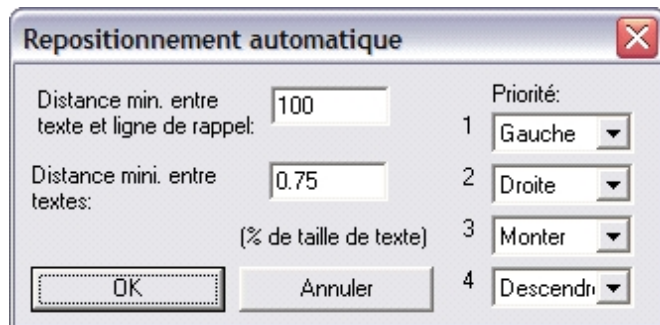 Repositionnement automatique
Distance min. entre
texte et ligne de rappel:
100
Distance mini. entre
textes:
0.75
(% de taille de texte)
OK
Annuler
Priorité:
1
Gauche
2
Droite
3
Monter
4
Descendr